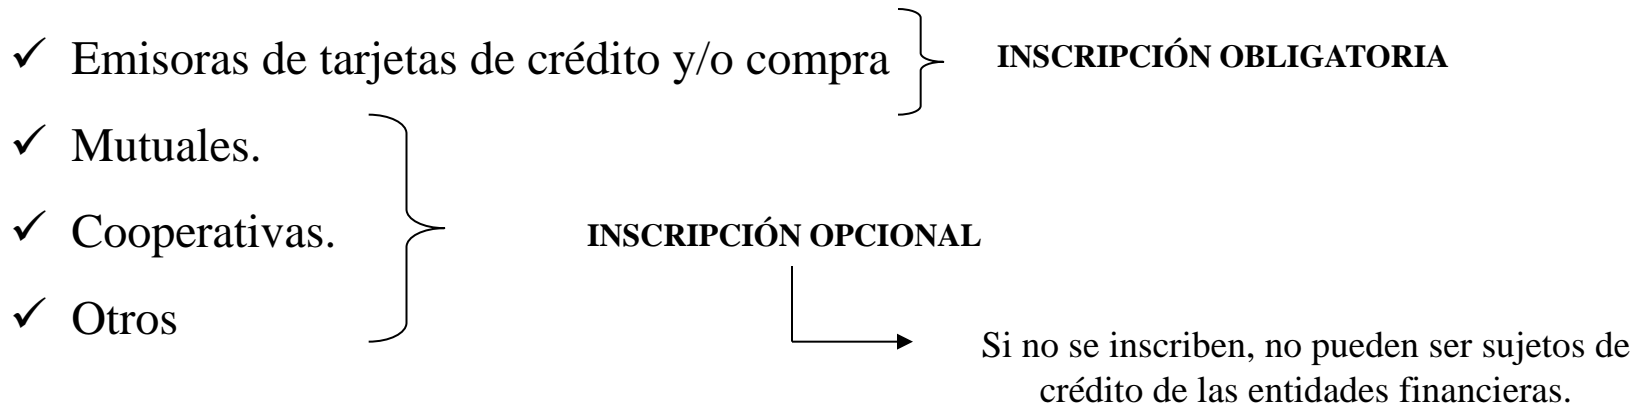 ✓ Emisoras de tarjetas de crédito y/o compra
INSCRIPCIÓN OBLIGATORIA
✓ Mutuales.
✓ Cooperativas.
✓ Otros
INSCRIPCIÓN OPCIONAL
Si no se inscriben, no pueden ser sujetos de
crédito de las entidades financieras.